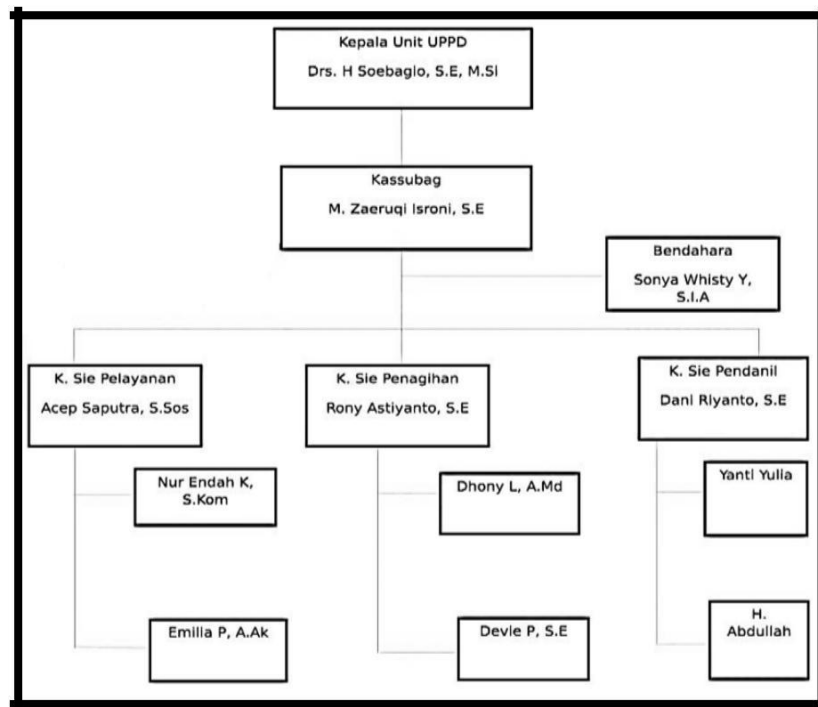 Kepala Unit UPPD
Drs. H Soebagio, S.E, M.Si
Kassubag
M. Zaeruqi Isroni, S.E
Bendahara
Sonya Whisty Y,
S.I.A
K. Sie Pelayanan
Acep Saputra, S.Sos
K. Sie Penagihan
Rony Astiyanto, S.E
K. Sie Pendanil
Dani Riyanto, S.E
Nur Endah K,
S.Kom
Dhony L, A.Md
Yanti Yulia
Emilia P, A.Ak
Devie P, S.E
H.
Abdullah